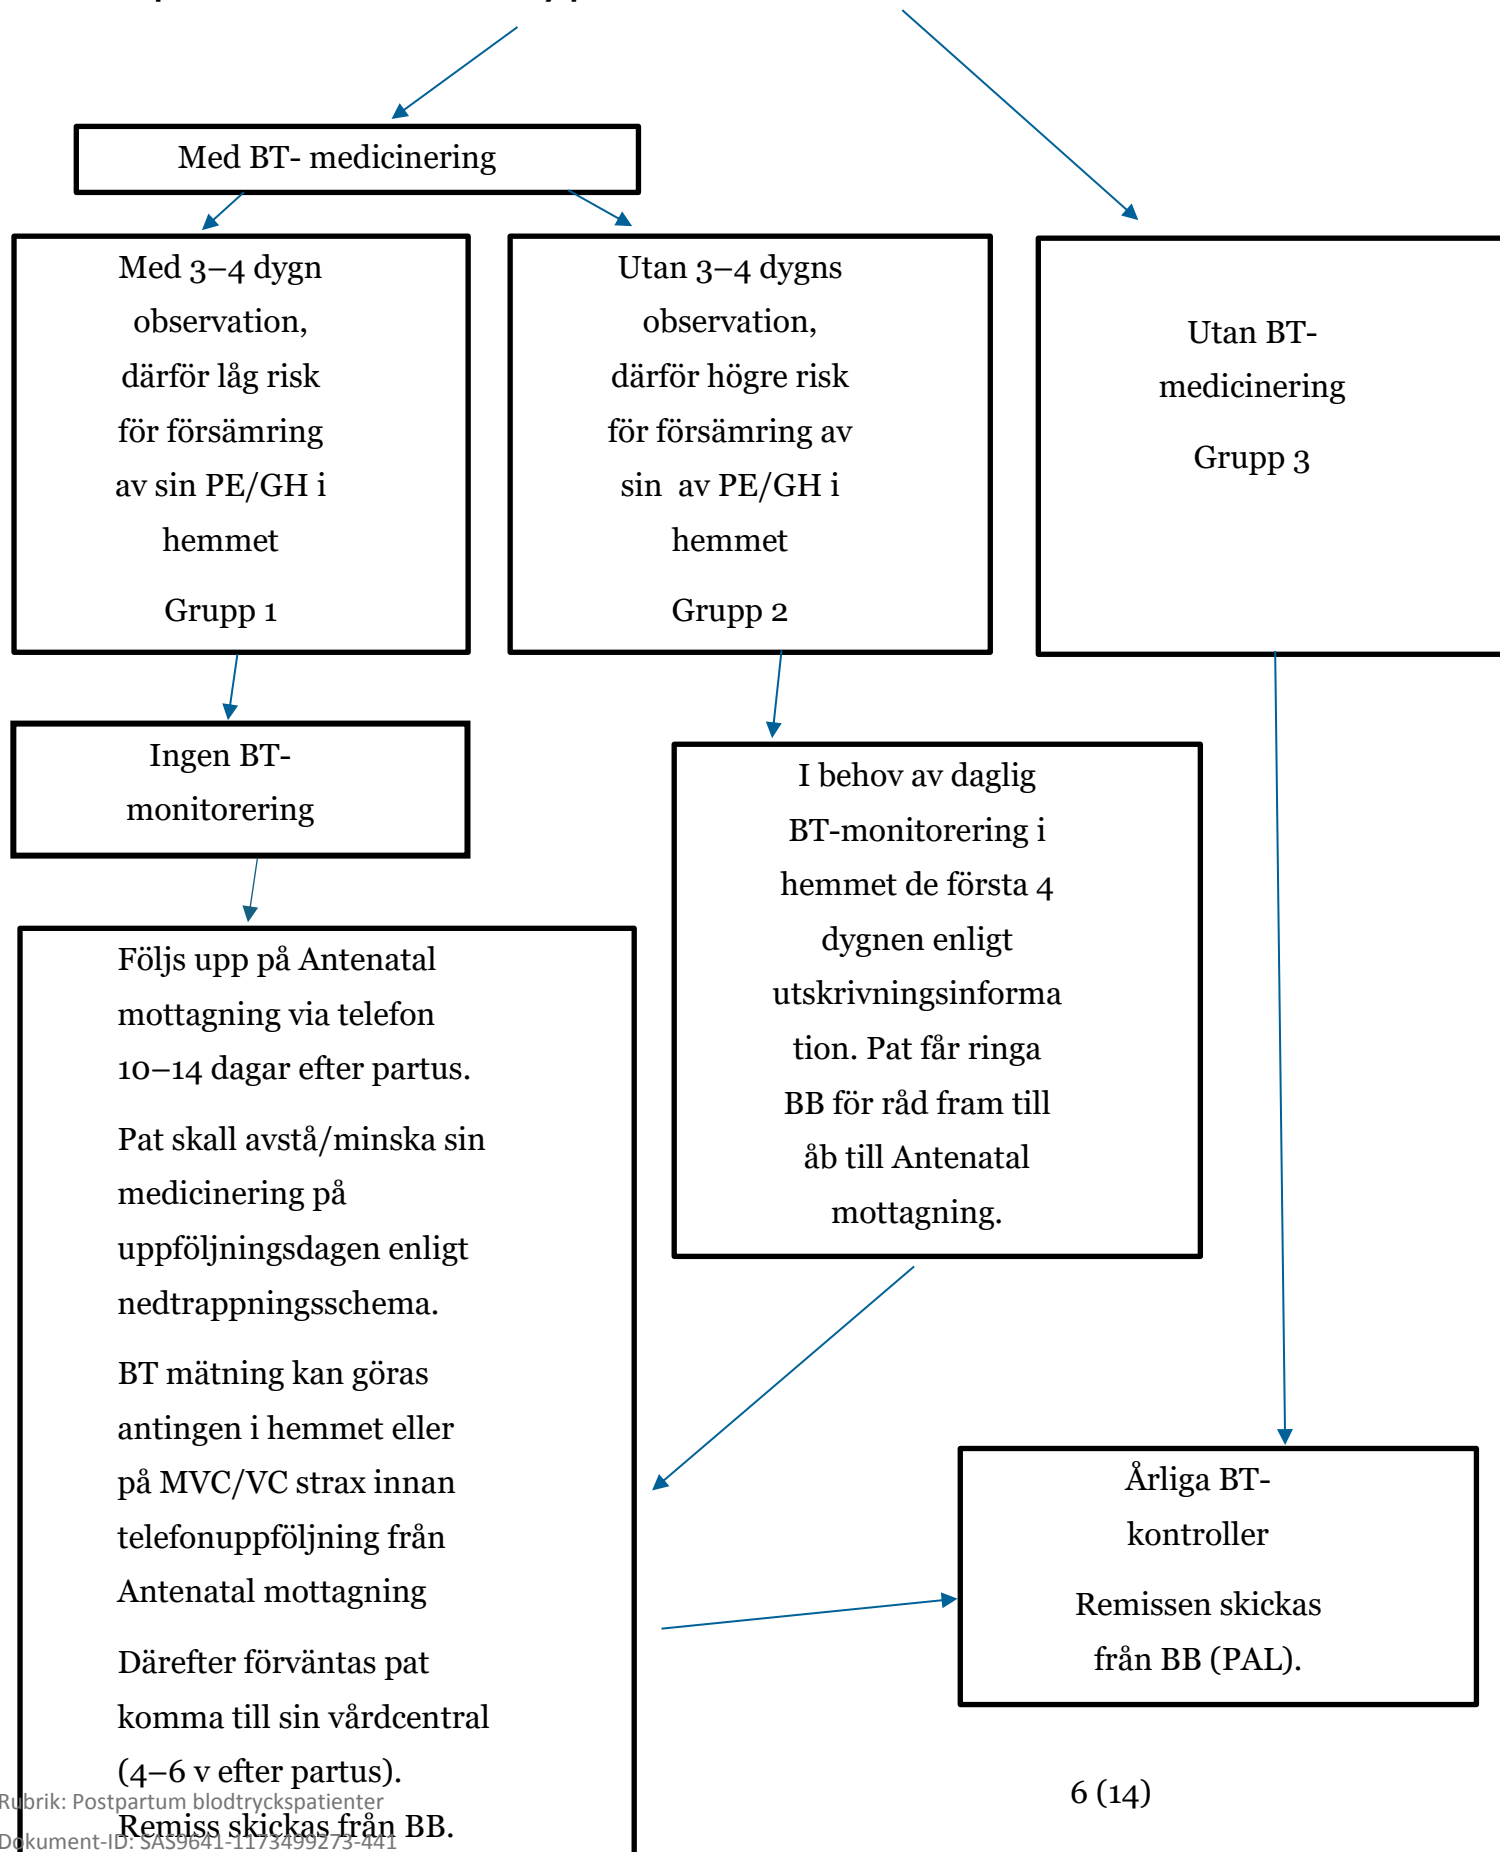 Med BT- medicinering
Med 3–4 dygn
observation,
därför låg risk
för försämring
av sin PE/GH i
hemmet
Grupp 1
Utan 3–4 dygns
observation,
därför högre risk
för försämring av
sin  av PE/GH i
hemmet
Grupp 2
Utan BT-
medicinering
Grupp 3
Ingen BT-
monitorering
I behov av daglig
BT-monitorering i
hemmet de första 4
dygnen enligt
utskrivningsinforma
tion. Pat får ringa
BB för råd fram till
åb till Antenatal
mottagning.
Följs upp på Antenatal
mottagning via telefon
10–14 dagar efter partus.
Pat skall avstå/minska sin
medicinering på
uppföljningsdagen enligt
nedtrappningsschema.
BT mätning kan göras
antingen i hemmet eller
på MVC/VC strax innan
telefonuppföljning från
Antenatal mottagning
Därefter förväntas pat
komma till sin vårdcentral
(4–6 v efter partus).
Remiss skickas från BB.
Årliga BT-
kontroller
Remissen skickas
från BB (PAL).
6 (14)
Rubrik: Postpartum blodtryckspatienter
Dokument-ID: SAS9641-1173499273-441